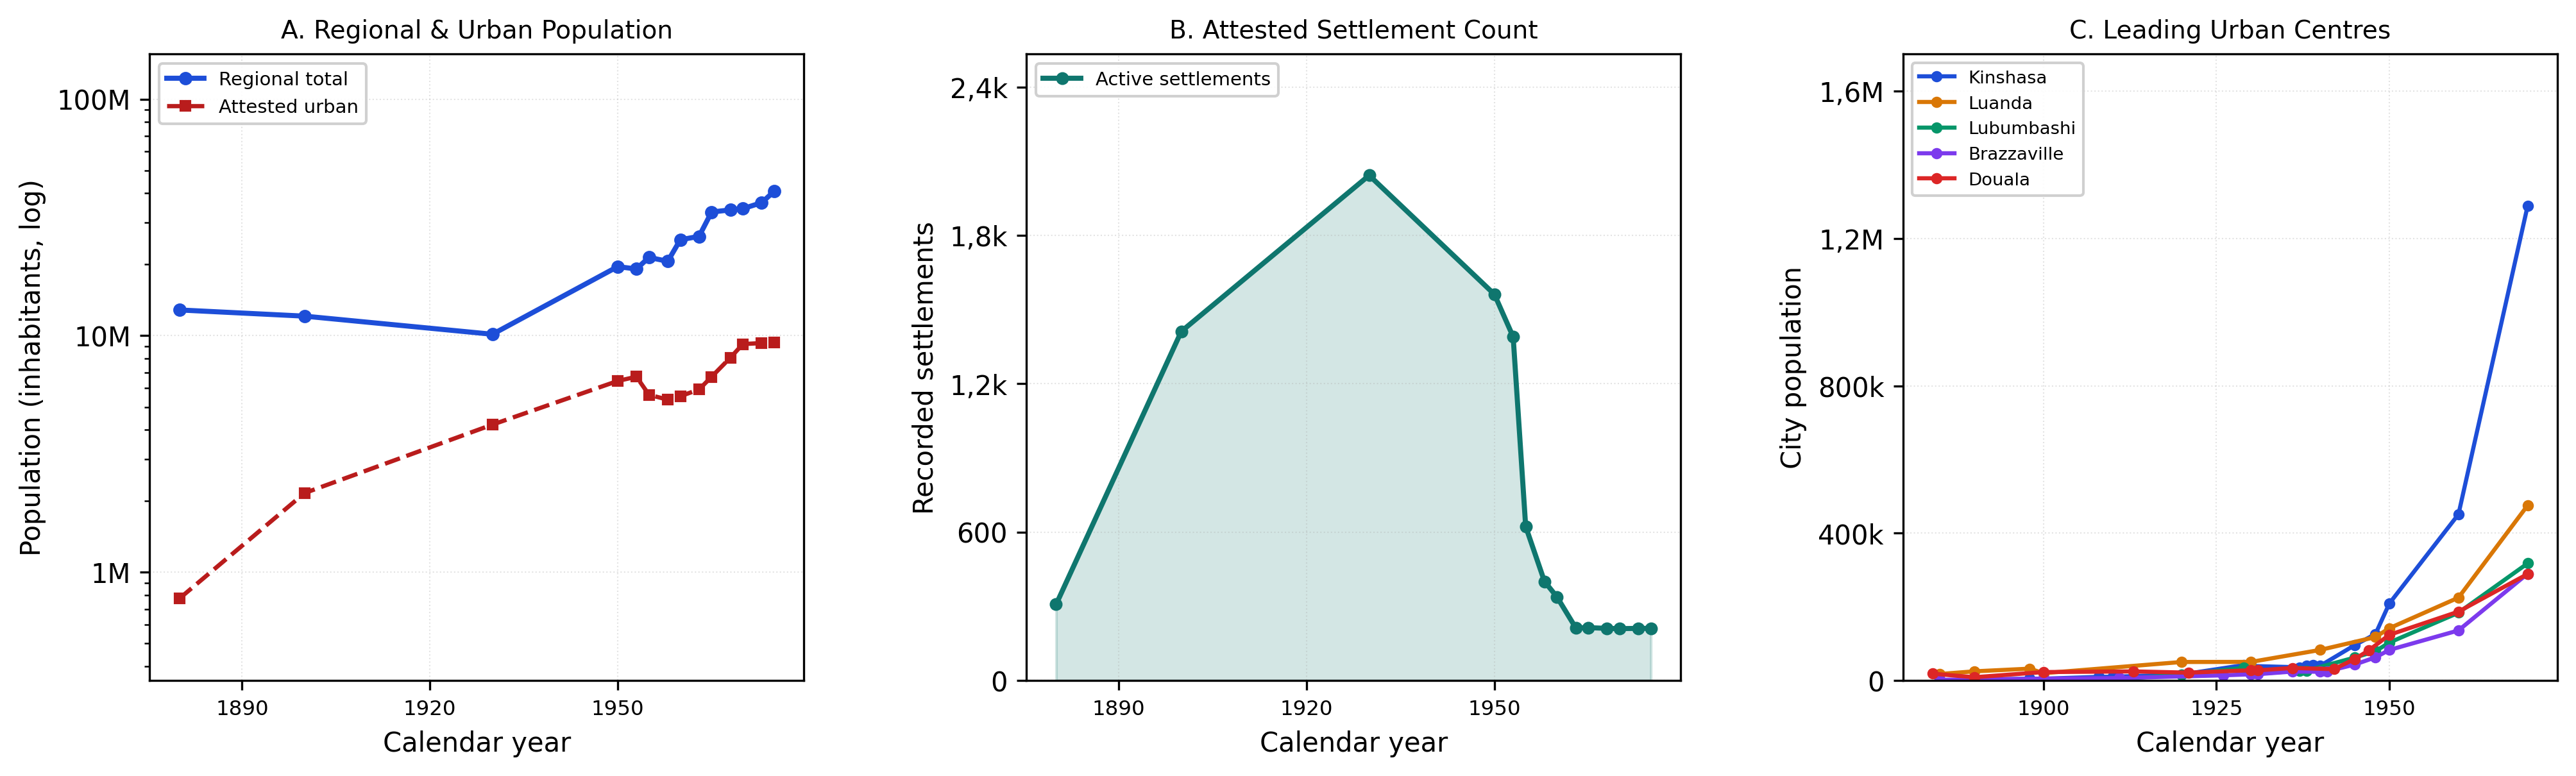 A. Regional & Urban Population
Population (inhabitants, log)
100M
10M
1M
Regional total
Attested urban
1890
1920
1950
Calendar year
B. Attested Settlement Count
Recorded settlements
2,4k
1,8k
1,2k
600
0
Active settlements
1890
1920
1950
Calendar year
C. Leading Urban Centres
City population
1,6M
1,2M
800k
400k
0
Kinshasa
Luanda
Lubumbashi
Brazzaville
Douala
1900
1925
1950
Calendar year